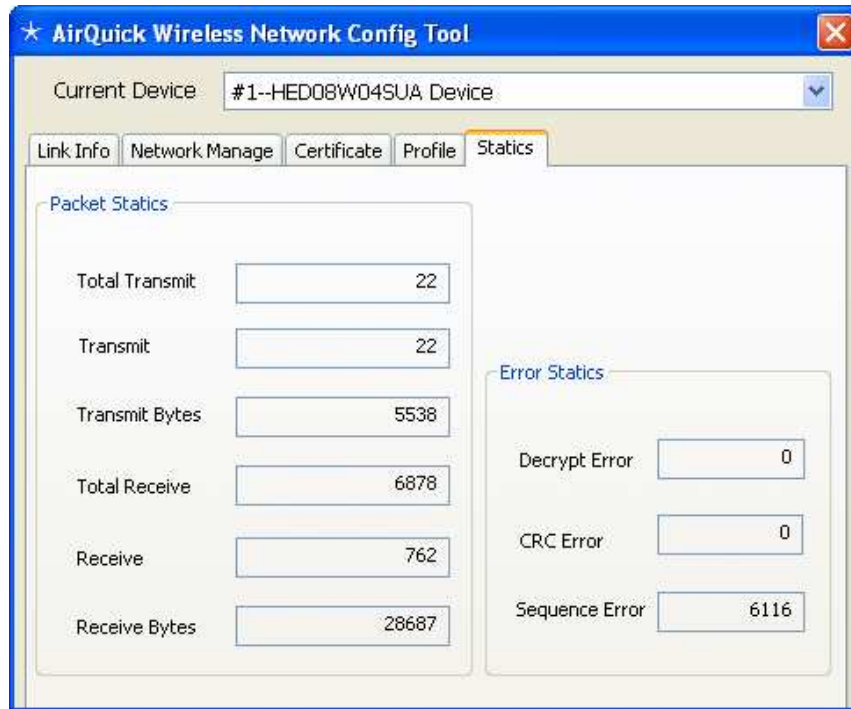 AirQuick Wireless Network Config Tool
Current Device #1--HED08W04SUA Device
Link Info Network Manage Certificate Profile Statics
Packet Statics
Total Transmit 22
Transmit 22
Transmit Bytes 5538
Total Receive 6878
Receive 762
Receive Bytes 28687
Error Statics
Decrypt Error 0
CRC Error 0
Sequence Error 6116